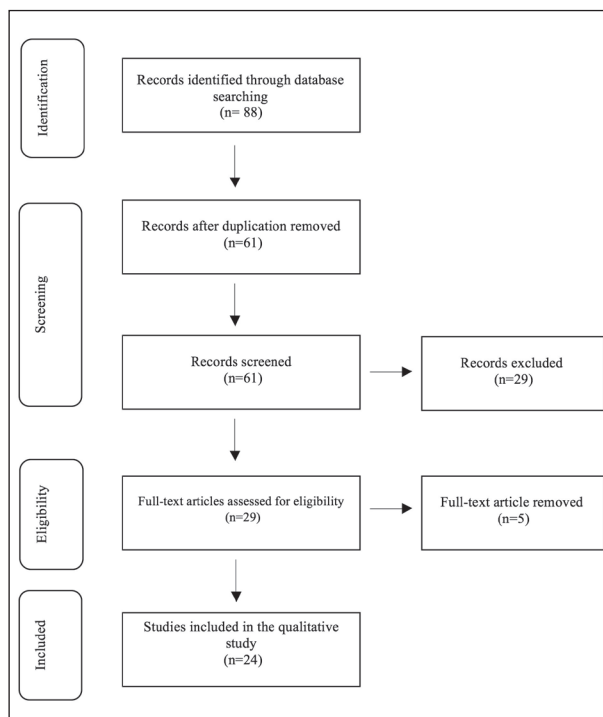 Identification
Records identified through database
searching
(n= 88)
Records after duplication removed
(n=61)
Screening
Records screened
(n=61)
Records excluded
(n=29)
Eligibility
Full-text articles assessed for eligibility
(n=29)
Full-text article removed
(n=5)
Included
Studies included in the qualitative
study
(n=24)